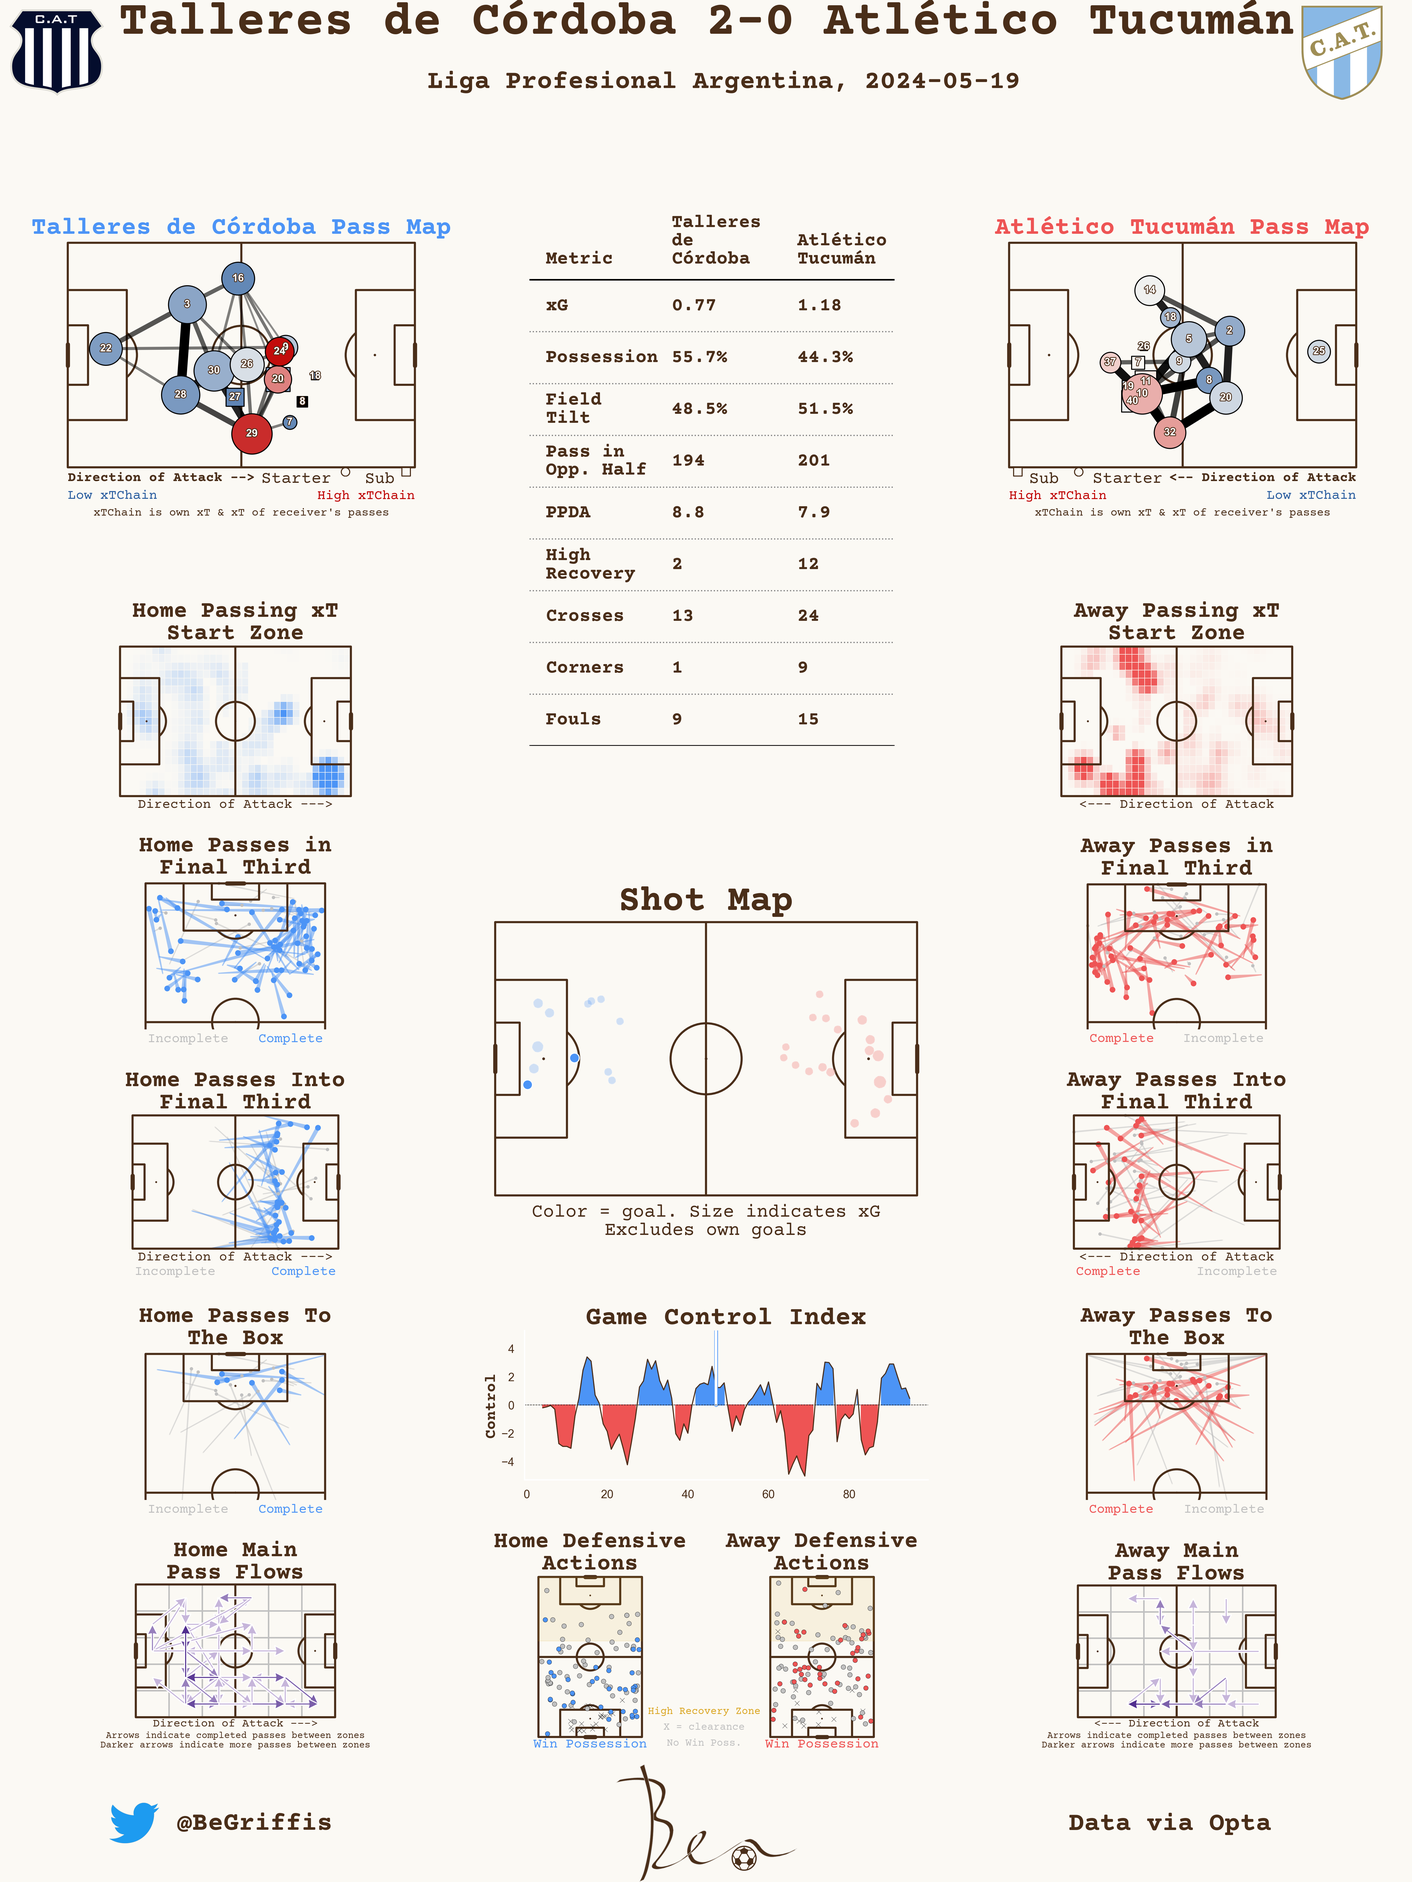 C.A.T
Talleres de Córdoba 2-0 Atlético Tucumán
C.A.T.
Liga Profesional Argentina, 2024-05-19
Talleres de Córdoba Pass Map
16
3
22
9
24
30
26
20
18
28
27
8
7
29
Direction of Attack --> Starter Sub
Low xTChain High xTChain
xTChain is own xT & xT of receiver's passes
Metric Talleres de Córdoba Atlético Tucumán
xG 0.77 1.18
Possession 55.7% 44.3%
Field Tilt 48.5% 51.5%
Pass in Opp. Half 194 201
PPDA 8.8 7.9
High Recovery 2 12
Crosses 13 24
Corners 1 9
Fouls 9 15
Atlético Tucumán Pass Map
14
18
2
5
26
25
37
7
9
11
8
19
10
40
20
32
Sub Starter <-- Direction of Attack
High xTChain Low xTChain
xTChain is own xT & xT of receiver's passes
Home Passing xT
Start Zone
Direction of Attack --->
Away Passing xT
Start Zone
<--- Direction of Attack
Home Passes in
Final Third
Incomplete Complete
Away Passes in
Final Third
Complete Incomplete
Shot Map
Color = goal. Size indicates xG
Excludes own goals
Home Passes Into
Final Third
Direction of Attack --->
Incomplete Complete
Away Passes Into
Final Third
<--- Direction of Attack
Complete Incomplete
Home Passes To
The Box
Incomplete Complete
Game Control Index
Control
4
2
0
−2
−4
0 20 40 60 80
Away Passes To
The Box
Complete Incomplete
Home Main
Pass Flows
Direction of Attack --->
Arrows indicate completed passes between zones
Darker arrows indicate more passes between zones
Home Defensive
Actions
Win Possession
Away Defensive
Actions
Win Possession
High Recovery Zone
X = clearance
No Win Poss.
Away Main
Pass Flows
<--- Direction of Attack
Arrows indicate completed passes between zones
Darker arrows indicate more passes between zones
@BeGriffis
Ben
Data via Opta